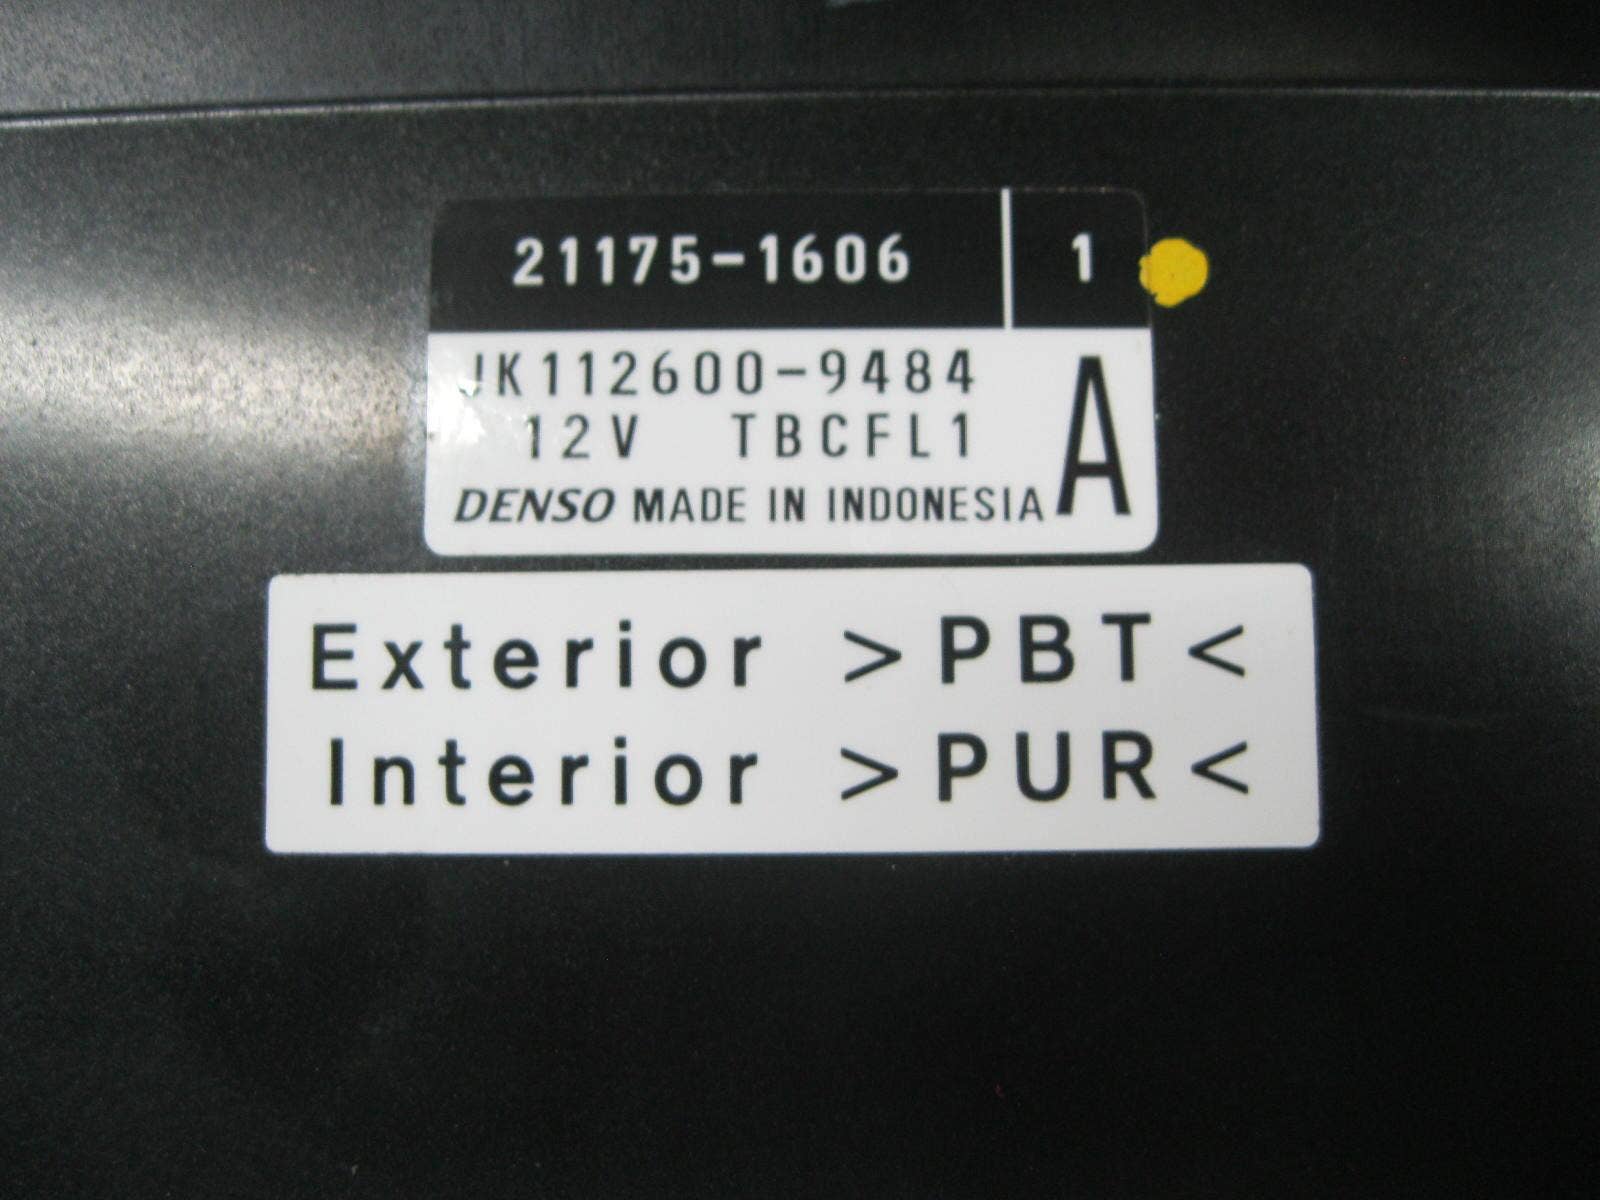 21175-1606 1
JK112600-9484
12V TBCFL1
A
DENSO MADE IN INDONESIA
Exterior >PBT<
Interior >PUR<